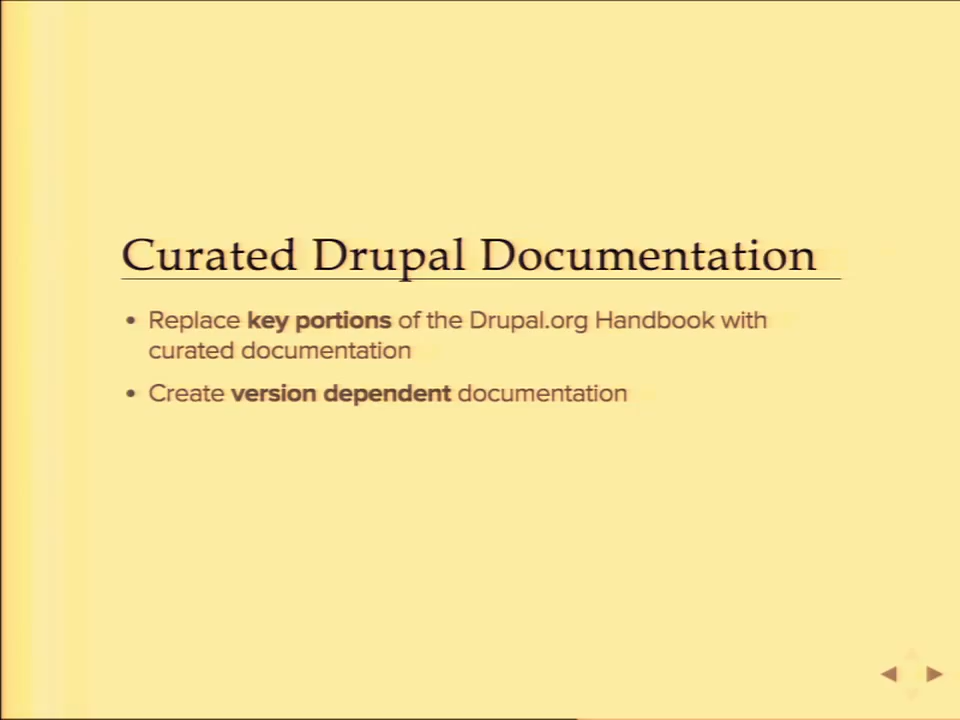 Curated Drupal Documentation
• Replace key portions of the Drupal.org Handbook with
curated documentation
• Create version dependent documentation